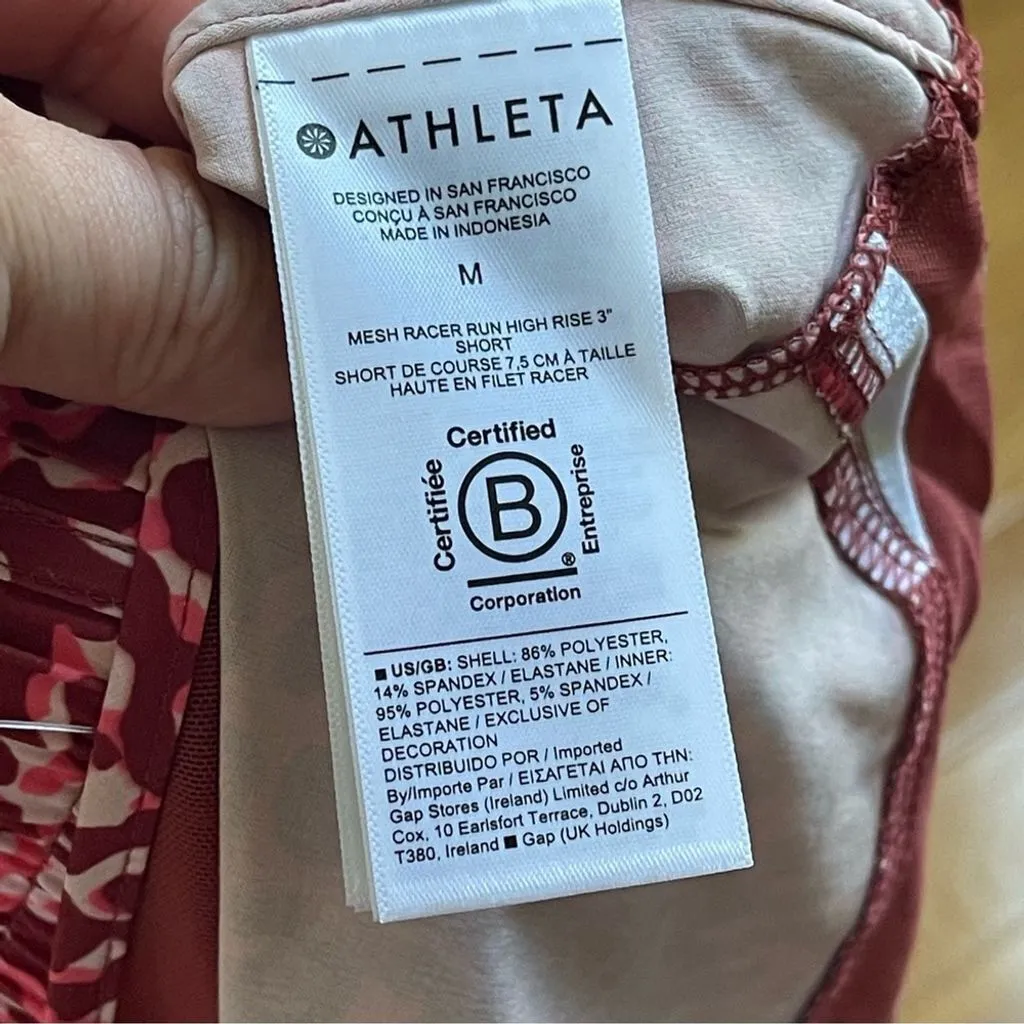 ATHLETA
DESIGNED IN SAN FRANCISCO
CONÇU À SAN FRANCISCO
MADE IN INDONESIA
M
MESH RACER RUN HIGH RISE 3"
SHORT
SHORT DE COURSE 7,5 CM À TAILLE
HAUTE EN FILET RACER
Certified
Certifiée
B
Entreprise
®
Corporation
■ US/GB: SHELL: 86% POLYESTER,
14% SPANDEX / ELASTANE / INNER:
95% POLYESTER, 5% SPANDEX /
ELASTANE / EXCLUSIVE OF
DECORATION
DISTRIBUIDO POR / Imported
By/Importe Par / ΕΙΣΑΓΕΤΑΙ ΑΠΟ ΤΗΝ:
Gap Stores (Ireland) Limited c/o Arthur
Cox, 10 Earlsfort Terrace, Dublin 2, D02
T380, Ireland ■ Gap (UK Holdings)